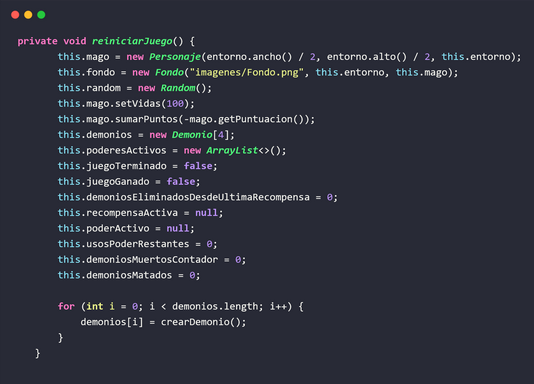 private void reiniciarJuego() {
this.mago = new Personaje(entorno.ancho() / 2, entorno.alto() / 2, this.entorno);
this.fondo = new Fondo("imagenes/Fondo.png", this.entorno, this.mago);
this.random = new Random();
this.mago.setVidas(100);
this.mago.sumarPuntos(-mago.getPuntuacion());
this.demonios = new Demonio[4];
this.poderesActivos = new ArrayList<>();
this.juegoTerminado = false;
this.juegoGanado = false;
this.demoniosEliminadosDesdeUltimaRecompensa = 0;
this.recompensaActiva = null;
this.poderActivo = null;
this.usosPoderRestantes = 0;
this.demoniosMuertosContador = 0;
this.demoniosMatados = 0;
for (int i = 0; i < demonios.length; i++) {
demonios[i] = crearDemonio();
}
}